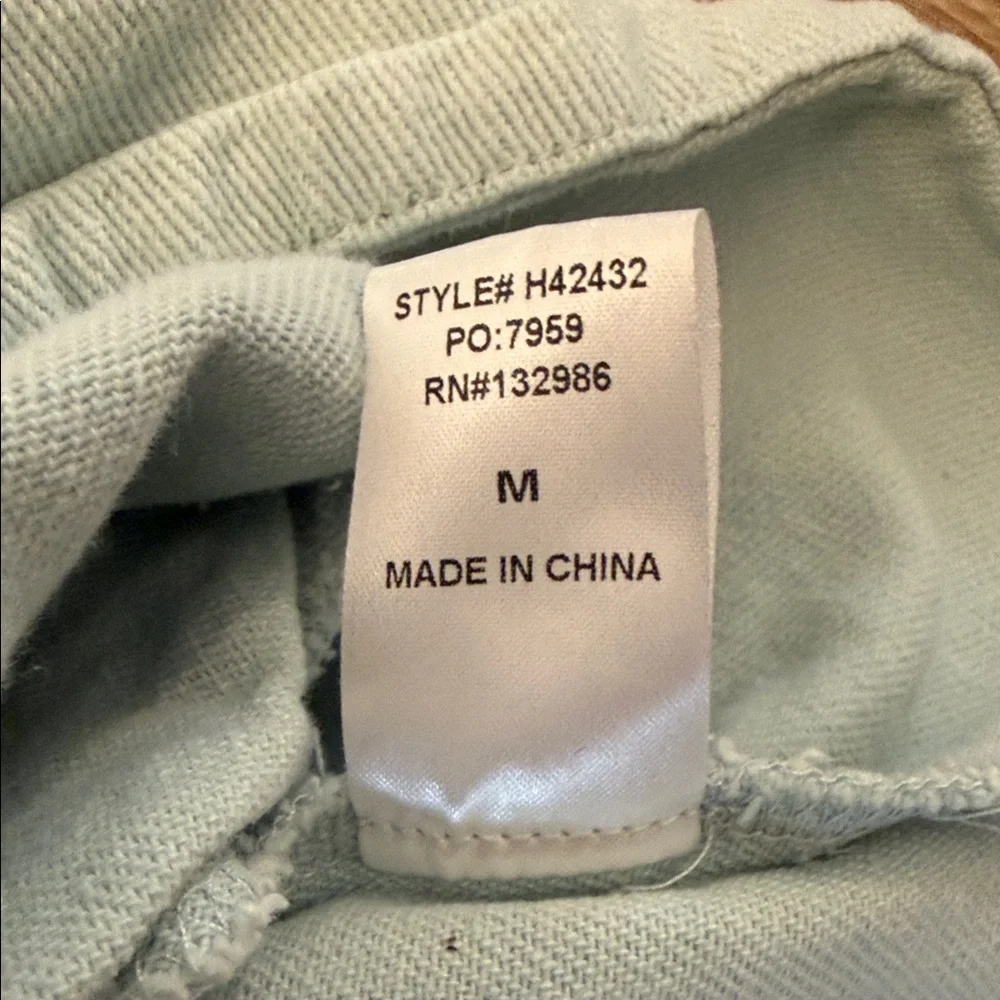 STYLE# H42432
PO:7959
RN#132986
M
MADE IN CHINA